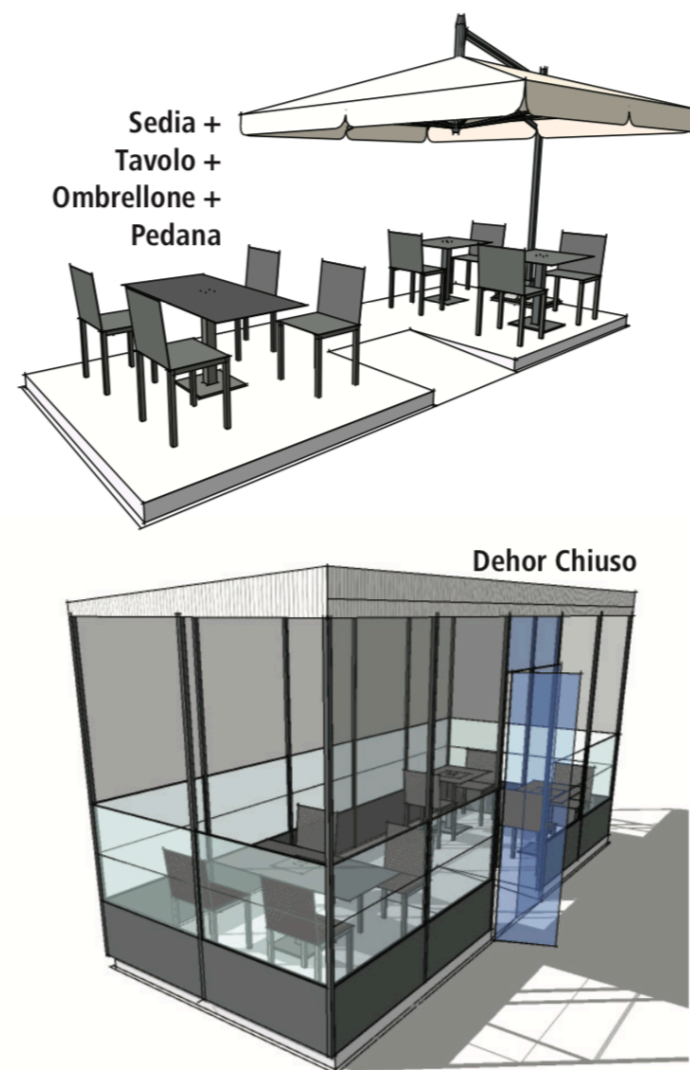 Sedia +
Tavolo +
Ombrellone +
Pedana
Dehor Chiuso